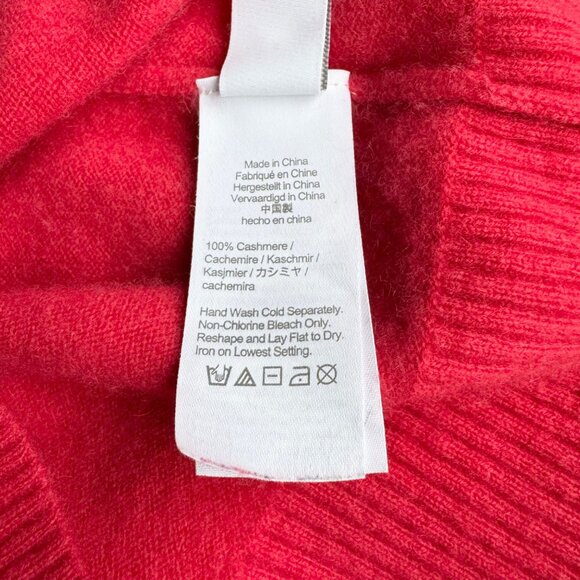 Made in China
Fabriqué en Chine
Hergestellt in China
Vervaardigd in China
中国製
hecho en china
100% Cashmere /
Cachemire / Kaschmir /
Kasjmier / カシミヤ /
cachemira
Hand Wash Cold Separately.
Non-Chlorine Bleach Only.
Reshape and Lay Flat to Dry.
Iron on Lowest Setting.